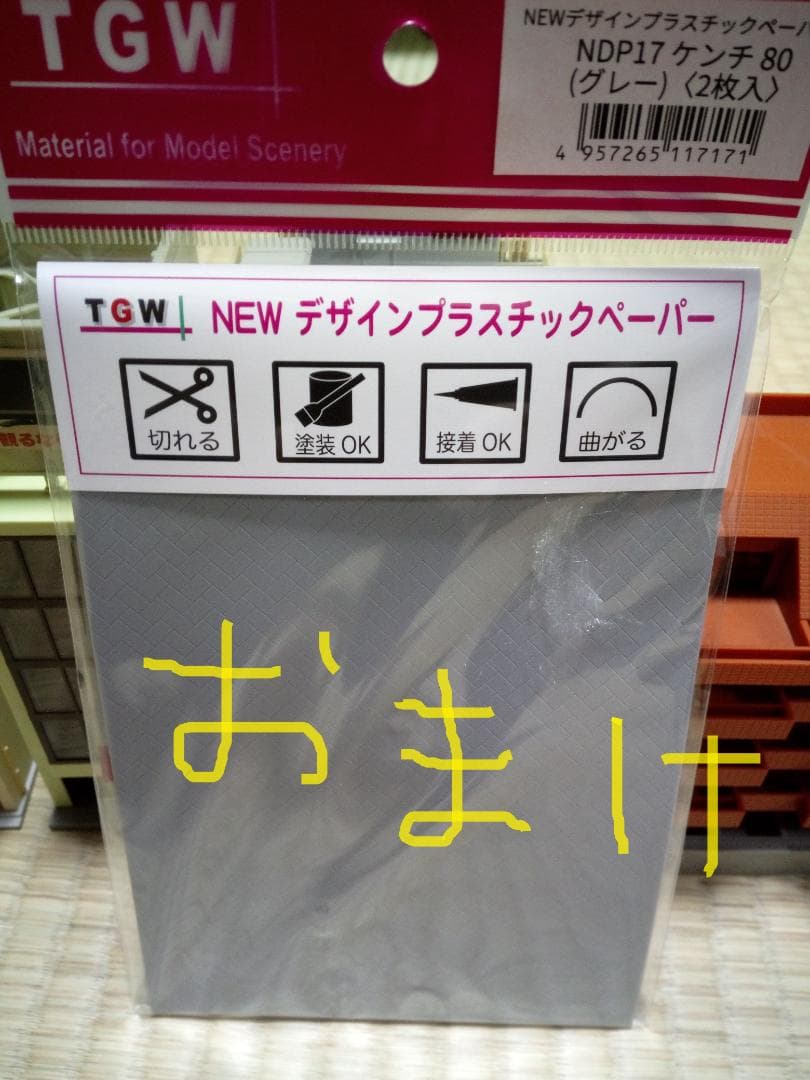 TGW
Material for Model Scenery
NEWデザインプラスチックペーパ
NDP17 ケンチ 80
(グレー)〈2枚入〉
4 957265 117171
TGW NEW デザインプラスチックペーパー
切れる 塗装 OK 接着 OK 曲がる
おまけ